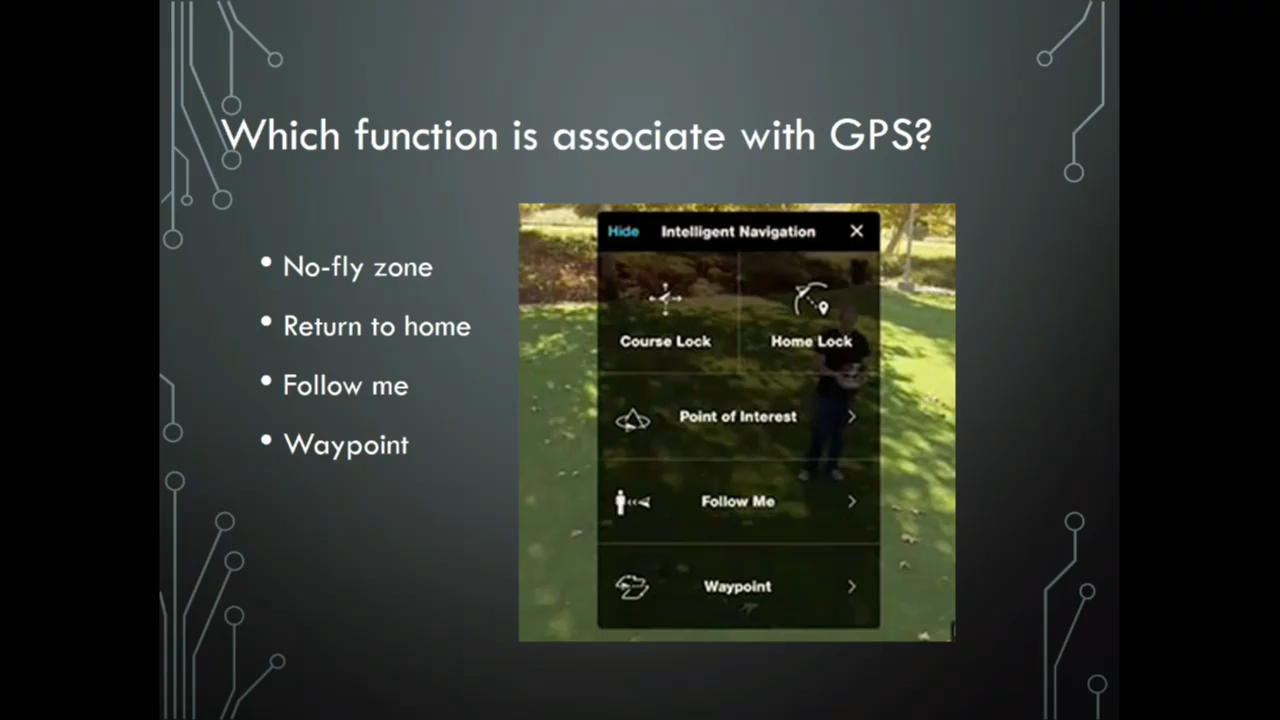 Which function is associate with GPS?
• No-fly zone
• Return to home
• Follow me
• Waypoint
Hide Intelligent Navigation ×
Course Lock Home Lock
Point of Interest
Follow Me
Waypoint